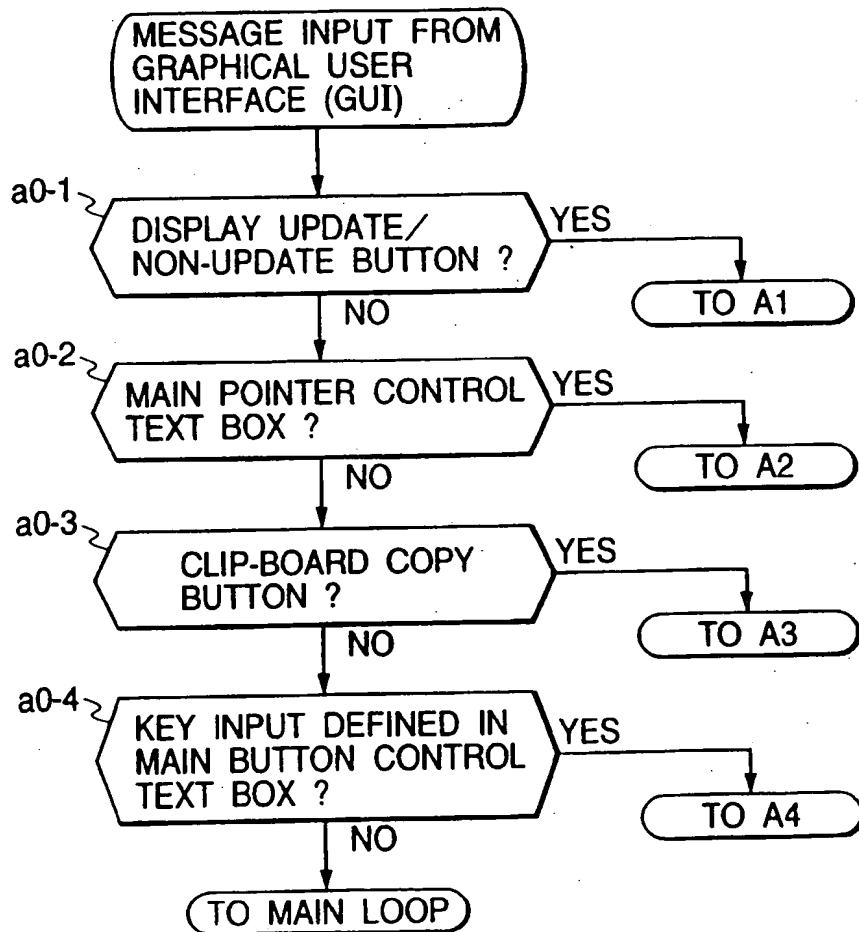 MESSAGE INPUT FROM
GRAPHICAL USER
INTERFACE (GUI)
a0-1
DISPLAY UPDATE/
NON-UPDATE BUTTON ?
YES
TO A1
NO
a0-2
MAIN POINTER CONTROL
TEXT BOX ?
YES
TO A2
NO
a0-3
CLIP-BOARD COPY
BUTTON ?
YES
TO A3
NO
a0-4
KEY INPUT DEFINED IN
MAIN BUTTON CONTROL
TEXT BOX ?
YES
TO A4
NO
TO MAIN LOOP